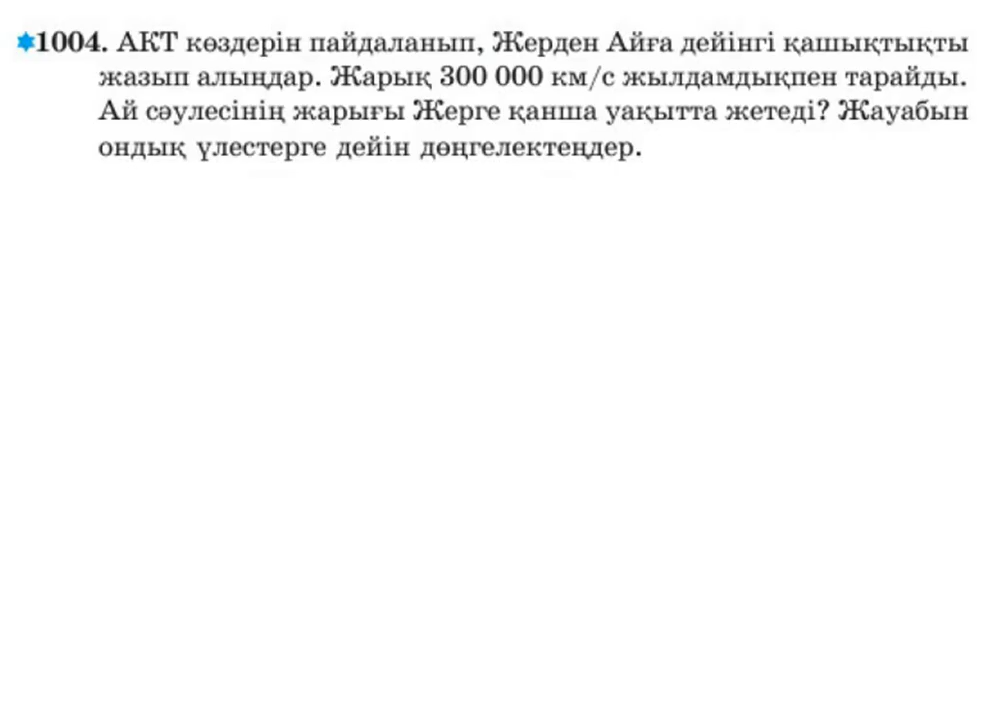 1004. АКТ көздерін пайдаланып, Жерден Айға дейінгі қашықтықты
жазып алыңдар. Жарық 300 000 км/с жылдамдықпен тарайды.
Ай сәулесінің жарығы Жерге қанша уақытта жетеді? Жауабын
ондық үлестерге дейін дөңгелектеңдер.